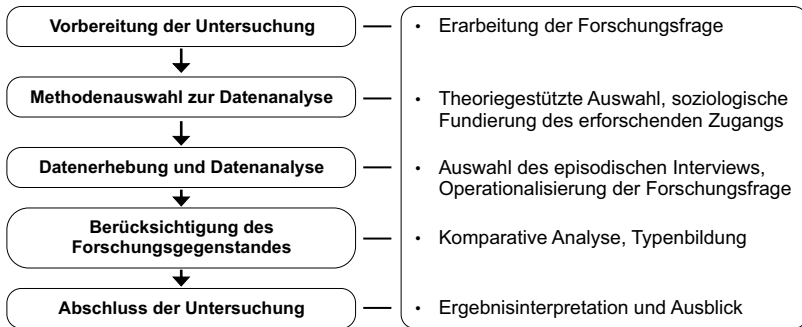 Vorbereitung der Untersuchung
• Erarbeitung der Forschungsfrage
Methodenauswahl zur Datenanalyse
• Theoriegestützte Auswahl, soziologische
Fundierung des erforschenden Zugangs
Datenerhebung und Datenanalyse
• Auswahl des episodischen Interviews,
Operationalisierung der Forschungsfrage
Berücksichtigung des
Forschungsgegenstandes
• Komparative Analyse, Typenbildung
Abschluss der Untersuchung
• Ergebnisinterpretation und Ausblick